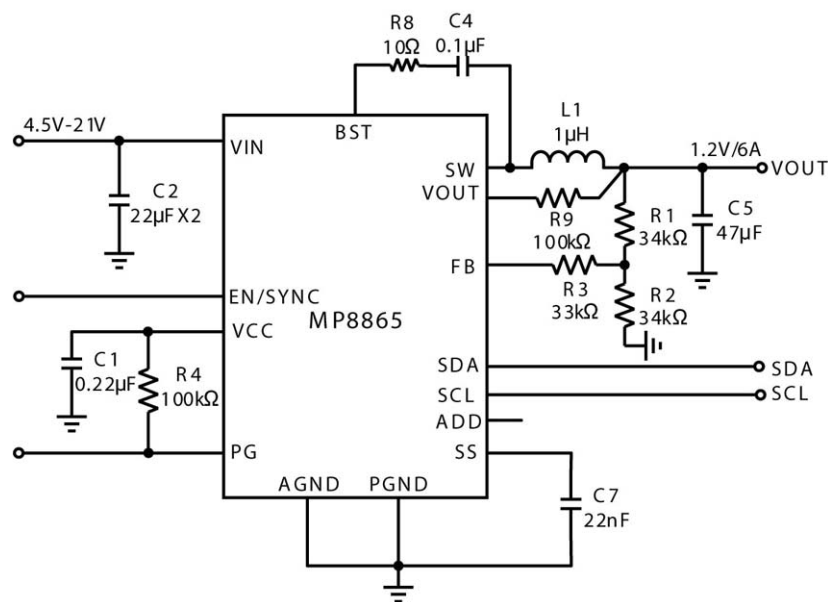 R8
10Ω
C4
0.1µF
4.5V-21V
VIN
BST
L1
1µH
1.2V/6A
SW
VOUT
VOUT
C2
22µFX2
R9
100kΩ
R1
34kΩ
C5
47µF
FB
EN/SYNC
R3
33kΩ
R2
34kΩ
MP8865
VCC
C1
0.22µF
R4
100kΩ
SDA
SDA
SCL
SCL
ADD
PG
SS
AGND
PGND
C7
22nF